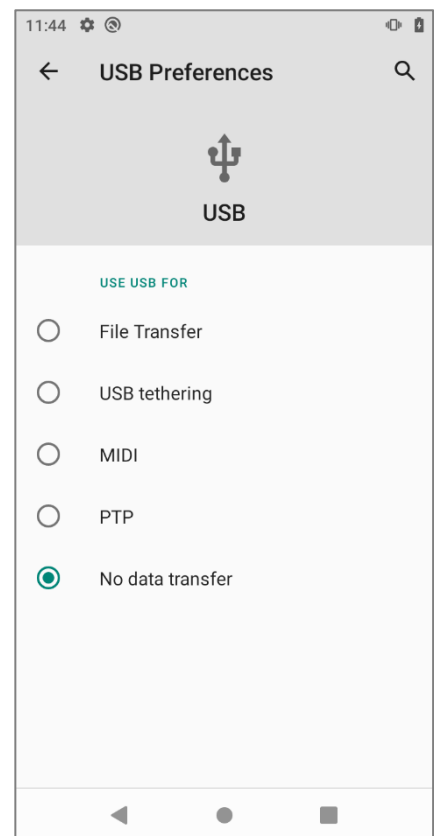 11:44
USB Preferences
USB
USE USB FOR
File Transfer
USB tethering
MIDI
PTP
No data transfer